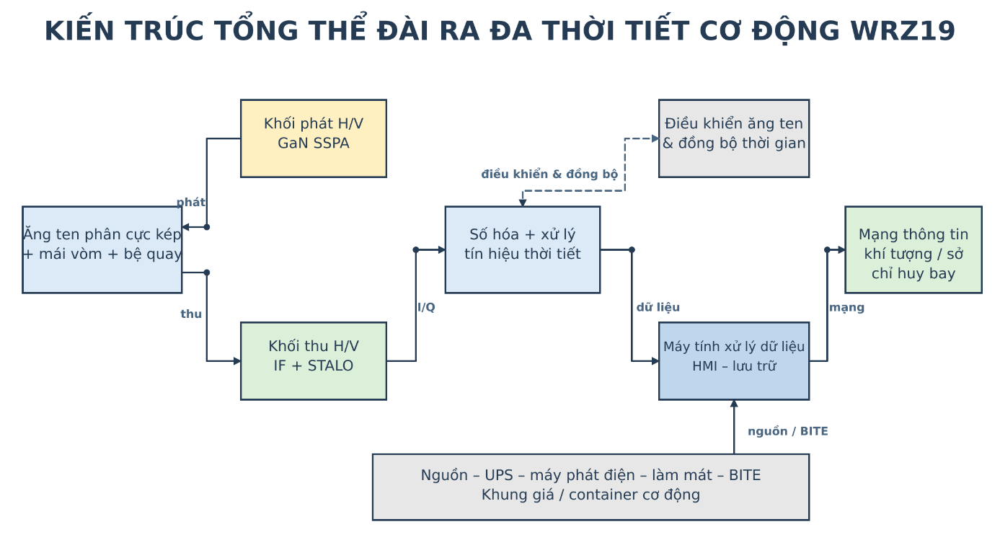 KIẾN TRÚC TỔNG THỂ ĐÀI RA ĐA THỜI TIẾT CƠ ĐỘNG WRZ19
Khối phát H/V
GaN SSPA
Điều khiển ăng ten
& đồng bộ thời gian
điều khiển & đồng bộ
phát
Ăng ten phân cực kép
+ mái vòm + bệ quay
Số hóa + xử lý
tín hiệu thời tiết
Mạng thông tin
khí tượng / sở
chỉ huy bay
thu
I/Q
dữ liệu
mạng
Khối thu H/V
IF + STALO
Máy tính xử lý dữ liệu
HMI – lưu trữ
nguồn / BITE
Nguồn – UPS – máy phát điện – làm mát – BITE
Khung giá / container cơ động